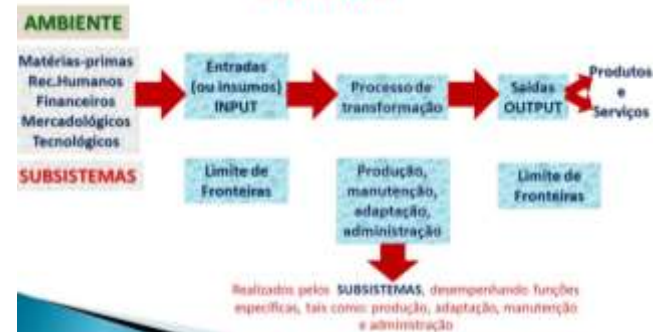 AMBIENTE
Matérias-primas
Rec.Humanos
Financeiros
Mercadológicos
Tecnológicos
Entradas
(ou insumos)
INPUT
Processo de
transformação
Saídas
OUTPUT
Produtos
e
Serviços
SUBSISTEMAS
Limite de
Fronteiras
Produção,
manutenção,
adaptação,
administração
Limite de
Fronteiras
Realizados pelos SUBSISTEMAS, desempenhando funções
específicas, tais como: produção, adaptação, manutenção
e administração